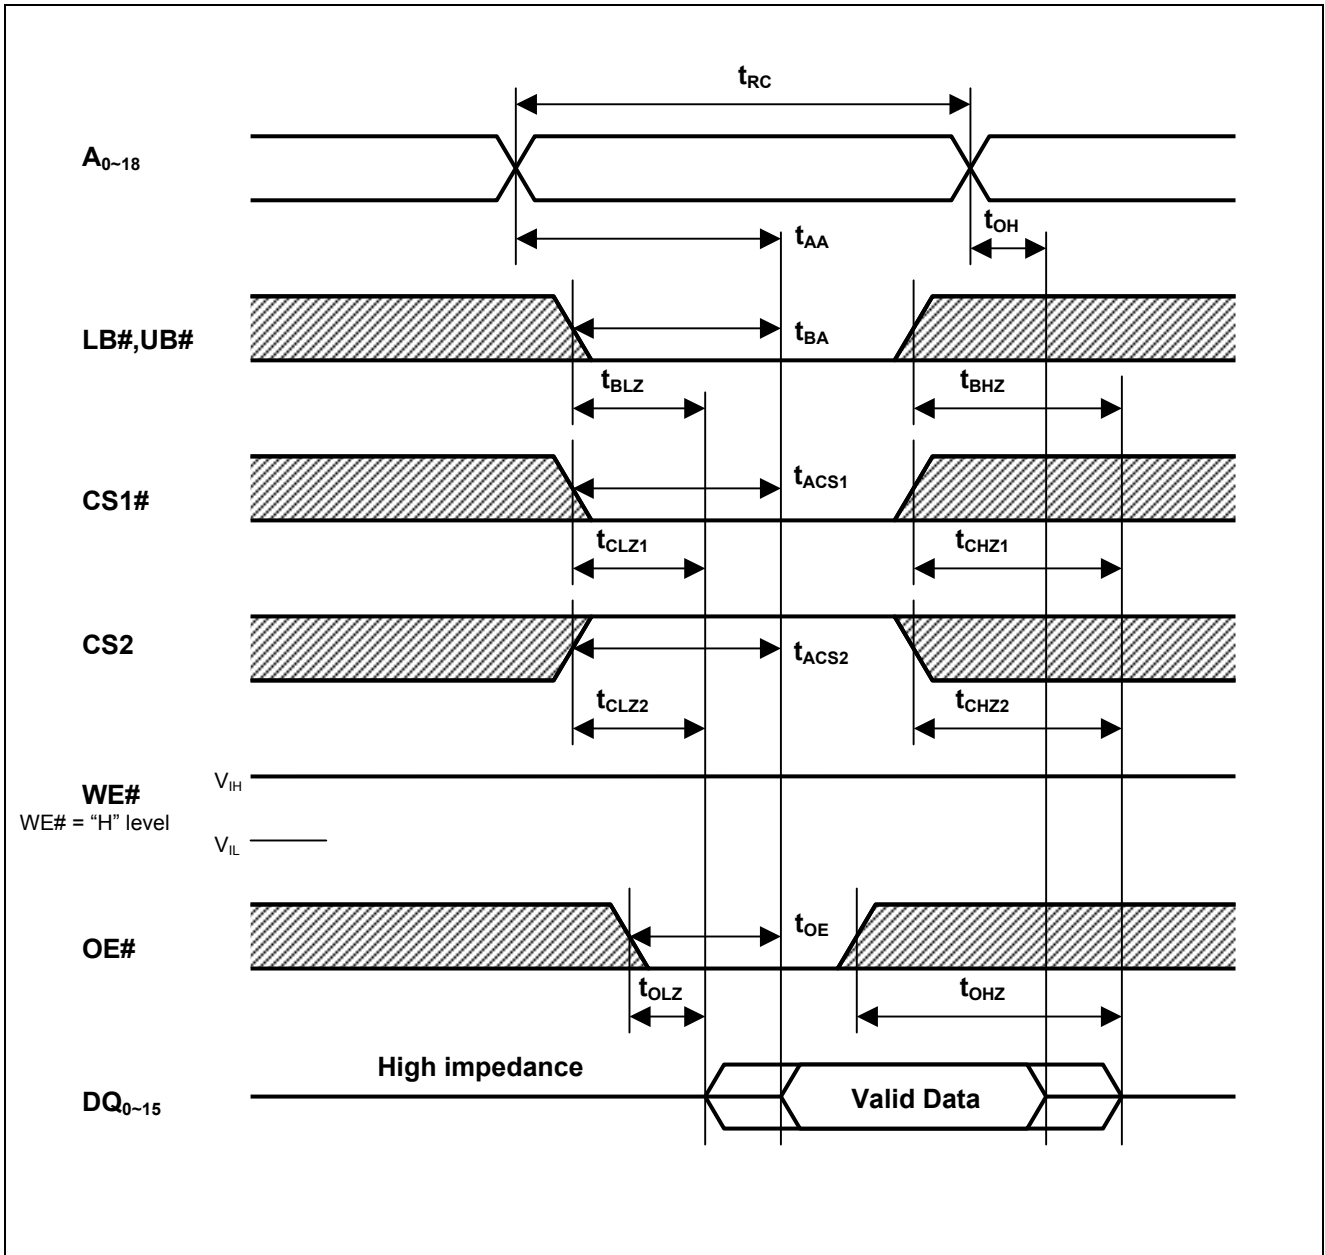 tRC
A0~18
tOH
tAA
LB#,UB#
tBA
tBLZ
tBHZ
CS1#
tACS1
tCLZ1
tCHZ1
CS2
tACS2
tCLZ2
tCHZ2
VIH
WE#
WE# = “H” level
VIL
tOE
OE#
tOLZ
tOHZ
High impedance
DQ0~15
Valid Data